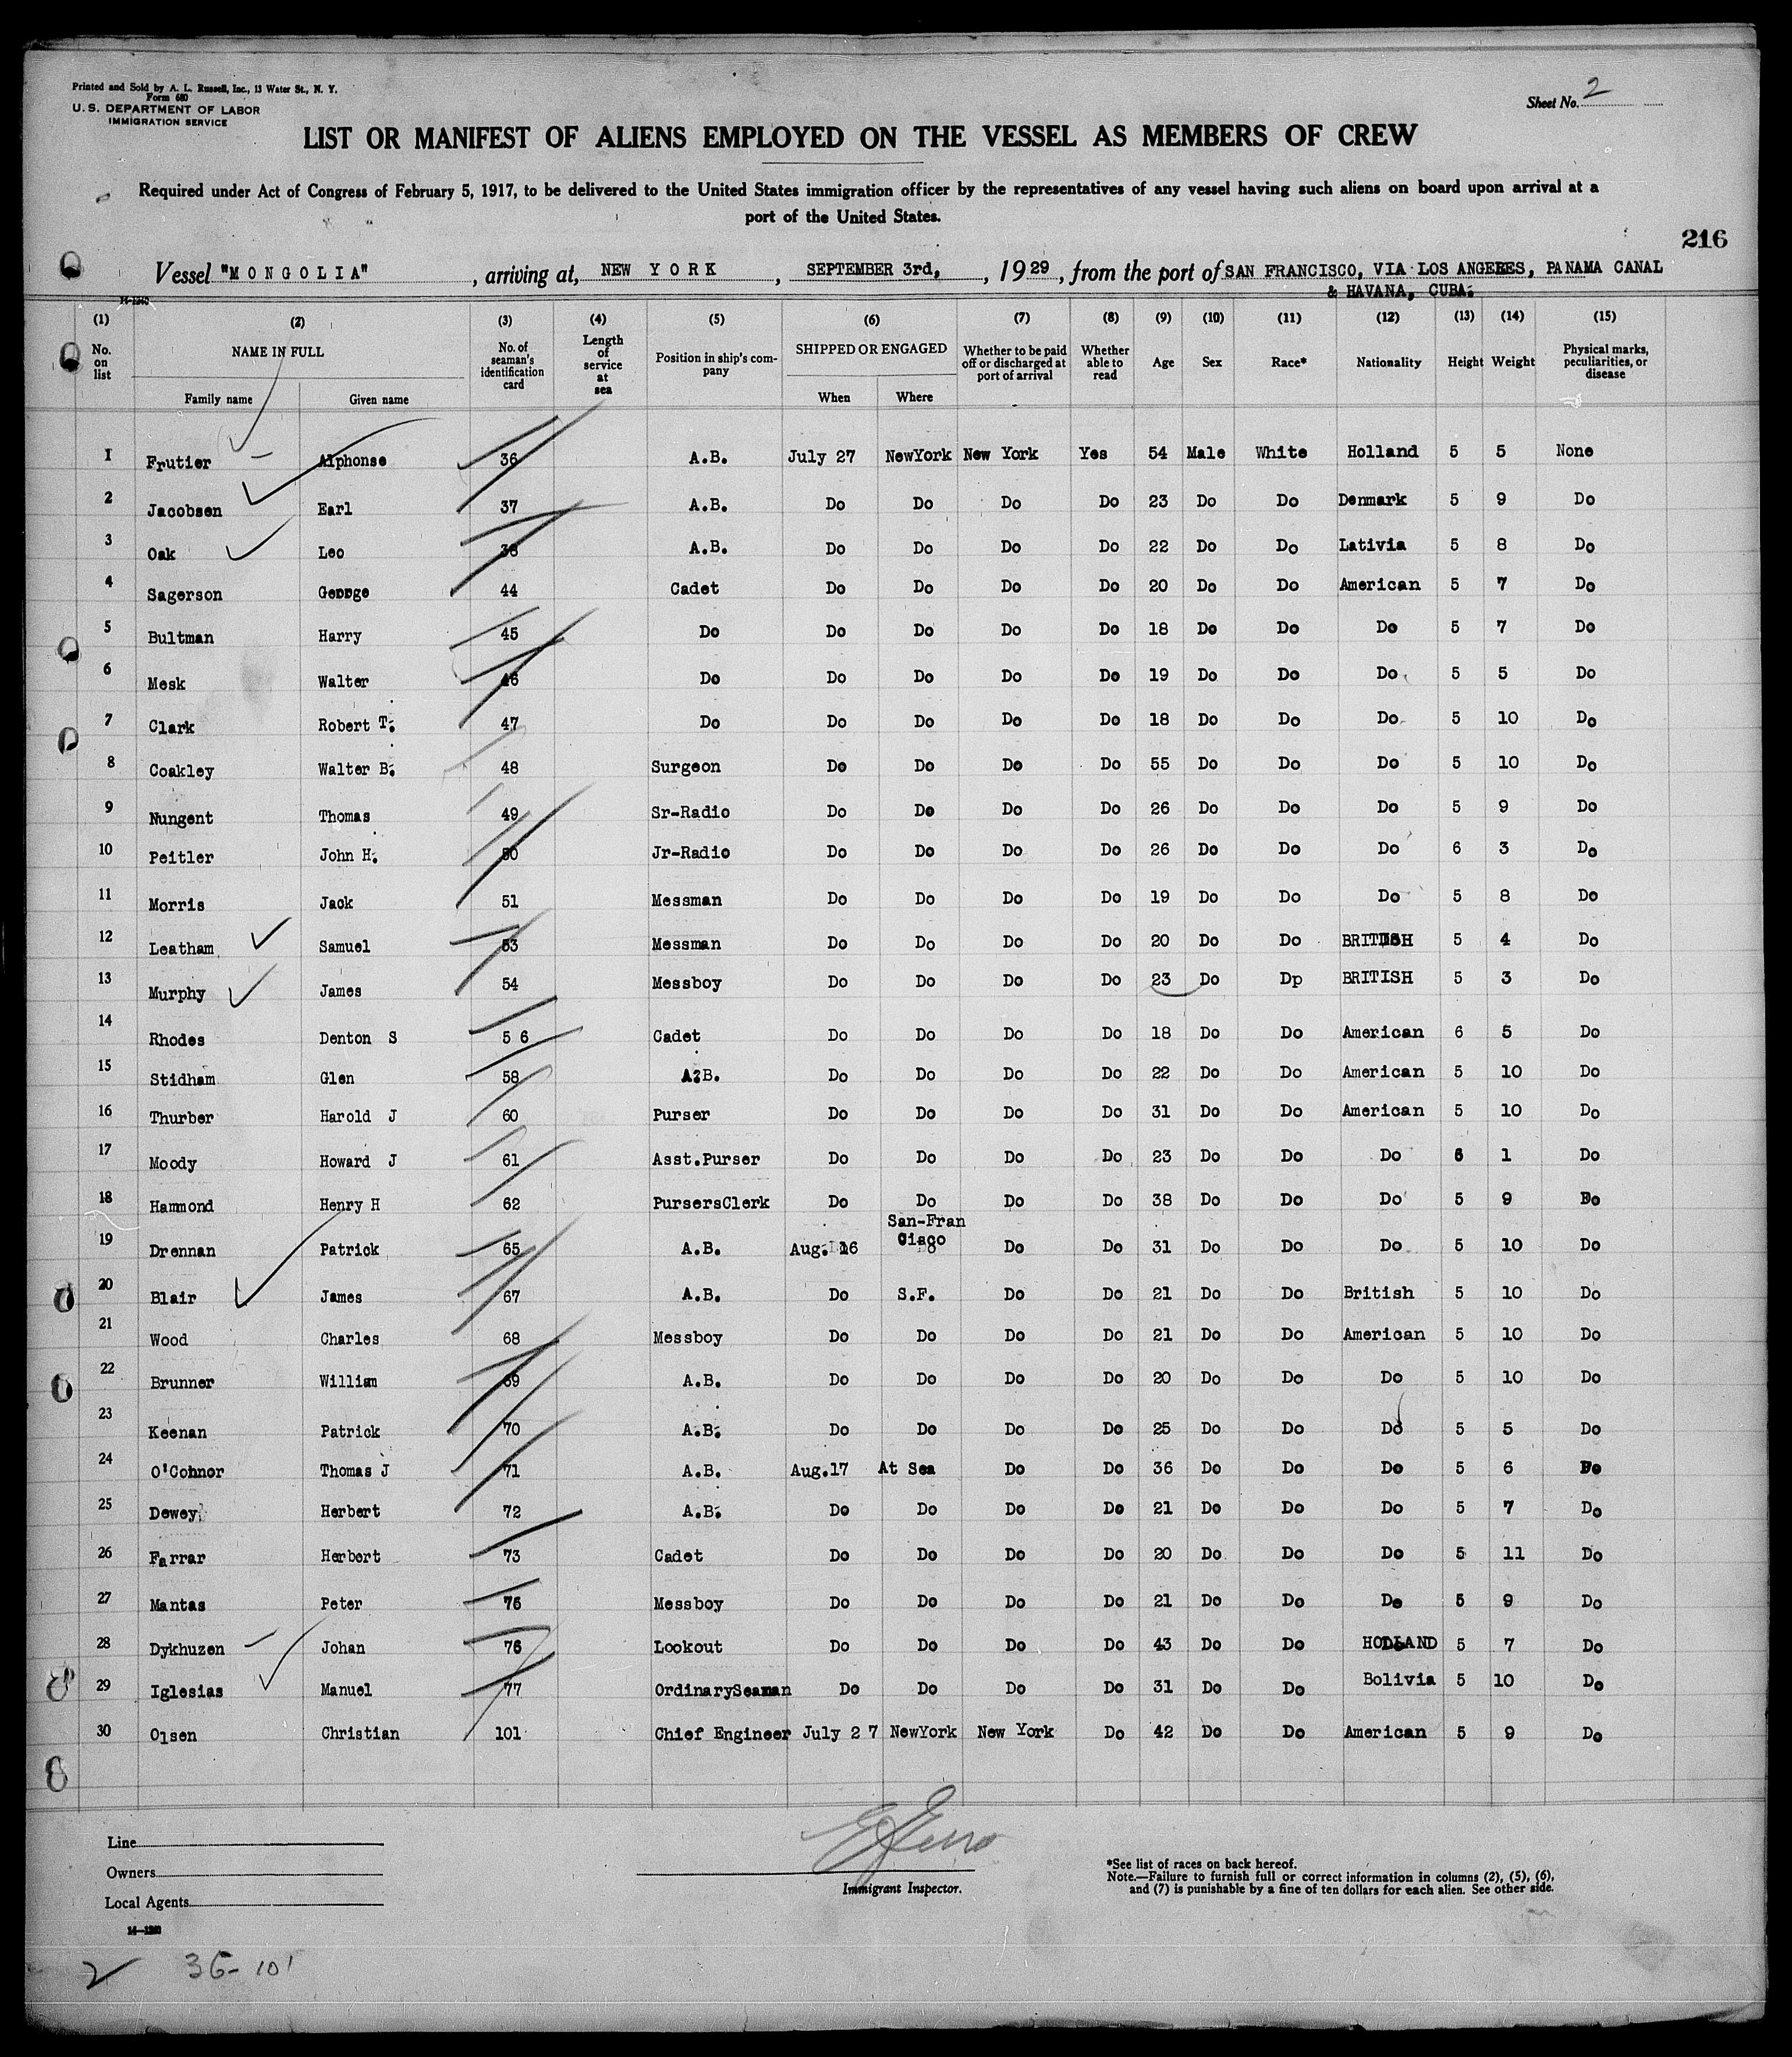 Printed and Sold by A. L. Russell, Inc., 13 Water St., N. Y.
Form 680
U. S. DEPARTMENT OF LABOR
IMMIGRATION SERVICE
Sheet No. 2
LIST OR MANIFEST OF ALIENS EMPLOYED ON THE VESSEL AS MEMBERS OF CREW
Required under Act of Congress of February 5, 1917, to be delivered to the United States immigration officer by the representatives of any vessel having such aliens on board upon arrival at a
port of the United States.
216
Vessel "MONGOLIA", arriving at, NEW YORK, SEPTEMBER 3rd,, 1929, from the port of SAN FRANCISCO, VIA LOS ANGELES, PANAMA CANAL
& HAVANA, CUBA.
14-1240
(1) (2) (3) (4) (5) (6) (7) (8) (9) (10) (11) (12) (13) (14) (15)
No. on list NAME IN FULL Family name Given name No. of seaman's identification card Length of service at sea Position in ship's company SHIPPED OR ENGAGED When Where Whether to be paid off or discharged at port of arrival Whether able to read Age Sex Race* Nationality Height Weight Physical marks, peculiarities, or disease
1 Frutier Alphonse 36 A.B. July 27 NewYork New York Yes 54 Male White Holland 5 5 None
2 Jacobsen Earl 37 A.B. Do Do Do Do 23 Do Do Denmark 5 9 Do
3 Oak Leo 38 A.B. Do Do Do Do 22 Do Do Lativia 5 8 Do
4 Sagerson George 44 Cadet Do Do Do Do 20 Do Do American 5 7 Do
5 Bultman Harry 45 Do Do Do Do Do 18 Do Do Do 5 7 Do
6 Mesk Walter 46 Do Do Do Do Do 19 Do Do Do 5 5 Do
7 Clark Robert T. 47 Do Do Do Do Do 18 Do Do Do 5 10 Do
8 Coakley Walter B. 48 Surgeon Do Do Do Do 55 Do Do Do 5 10 Do
9 Nungent Thomas 49 Sr-Radio Do Do Do Do 26 Do Do Do 5 9 Do
10 Peitler John H. 50 Jr-Radio Do Do Do Do 26 Do Do Do 6 3 Do
11 Morris Jack 51 Messman Do Do Do Do 19 Do Do Do 5 8 Do
12 Leatham Samuel 53 Messman Do Do Do Do 20 Do Do BRITISH 5 4 Do
13 Murphy James 54 Messboy Do Do Do Do 23 Do Dp BRITISH 5 3 Do
14 Rhodes Denton S 5 6 Cadet Do Do Do Do 18 Do Do American 6 5 Do
15 Stidham Glen 58 A.B. Do Do Do Do 22 Do Do American 5 10 Do
16 Thurber Harold J 60 Purser Do Do Do Do 31 Do Do American 5 10 Do
17 Moody Howard J 61 Asst.Purser Do Do Do Do 23 Do Do Do 6 1 Do
18 Hammond Henry H 62 PursersClerk Do Do Do Do 38 Do Do Do 5 9 Do
19 Drennan Patrick 65 A.B. Aug. 16 San-Fran Cisco Do Do 31 Do Do Do 5 10 Do
20 Blair James 67 A.B. Do S.F. Do Do 21 Do Do British 5 10 Do
21 Wood Charles 68 Messboy Do Do Do Do 21 Do Do American 5 10 Do
22 Brunner William 69 A.B. Do Do Do Do 20 Do Do Do 5 10 Do
23 Keenan Patrick 70 A.B. Do Do Do Do 25 Do Do Do 5 5 Do
24 O'Connor Thomas J 71 A.B. Aug.17 At Sea Do Do 36 Do Do Do 5 6 Do
25 Dewey Herbert 72 A.B. Do Do Do Do 21 Do Do Do 5 7 Do
26 Farrar Herbert 73 Cadet Do Do Do Do 20 Do Do Do 5 11 Do
27 Mantas Peter 76 Messboy Do Do Do Do 21 Do Do Do 5 9 Do
28 Dykhuzen Johan 76 Lookout Do Do Do Do 43 Do Do HOLLAND 5 7 Do
29 Iglesias Manuel 77 OrdinarySeaman Do Do Do Do 31 Do Do Bolivia 5 10 Do
30 Olsen Christian 101 Chief Engineer July 2 7 NewYork New York Do 42 Do Do American 5 9 Do
Line
Owners
Local Agents
14-1240
Immigrant Inspector.
*See list of races on back hereof.
Note.—Failure to furnish full or correct information in columns (2), (5), (6),
and (7) is punishable by a fine of ten dollars for each alien. See other side.
2 36-101